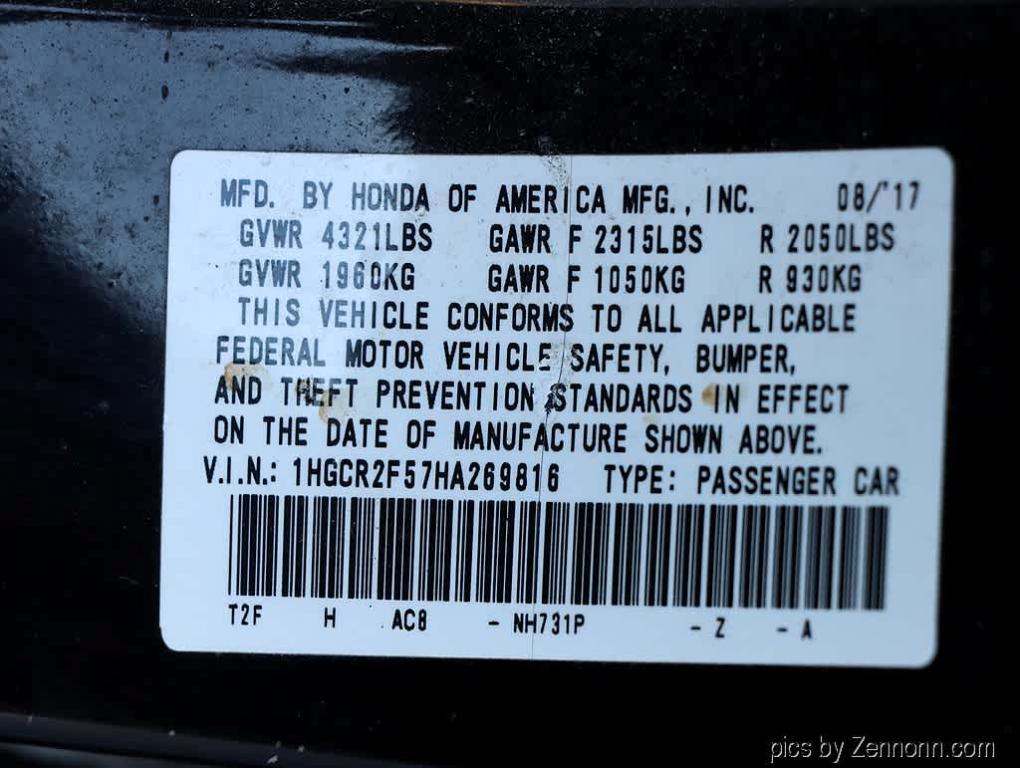 MFD. BY HONDA OF AMERICA MFG., INC. 08/'17
GVWR 4321LBS GAWR F 2315LBS R 2050LBS
GVWR 1960KG GAWR F 1050KG R 930KG
THIS VEHICLE CONFORMS TO ALL APPLICABLE
FEDERAL MOTOR VEHICLE SAFETY, BUMPER,
AND THEFT PREVENTION STANDARDS IN EFFECT
ON THE DATE OF MANUFACTURE SHOWN ABOVE.
V.I.N.: 1HGCR2F57HA269816 TYPE: PASSENGER CAR
T2F H AC8 - NH731P - Z - A
pics by Zennonn.com